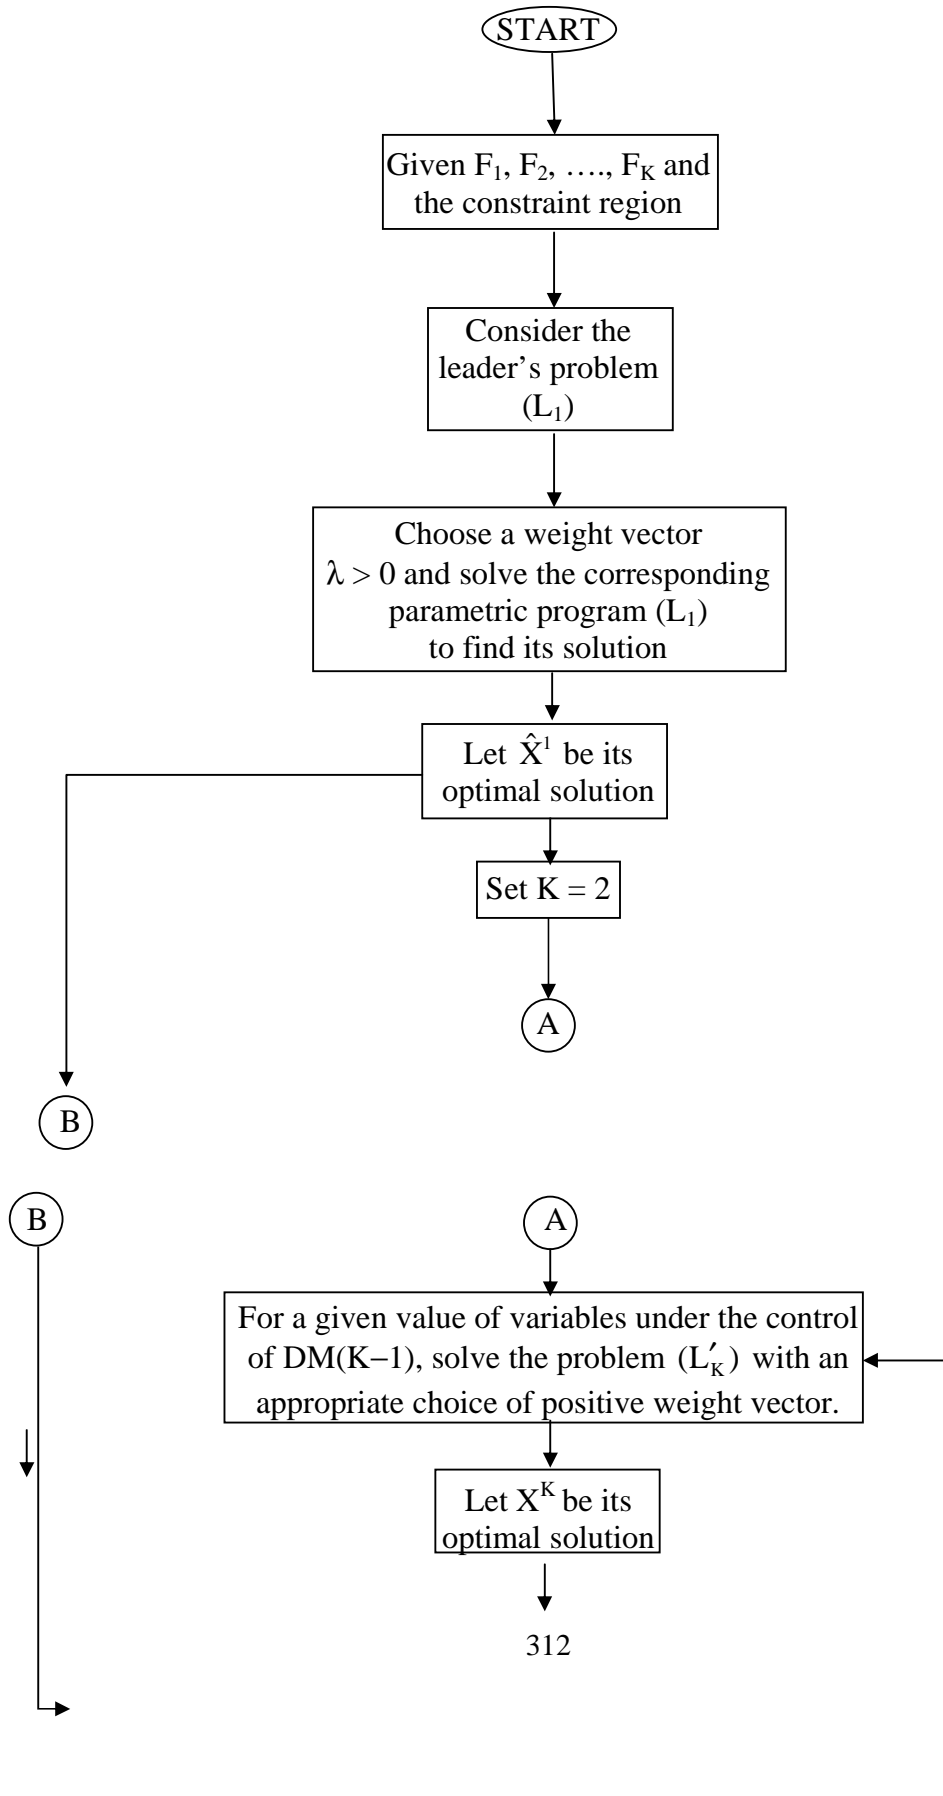 START
Given F₁, F₂, …., F_K and
the constraint region
Consider the
leader’s problem
(L₁)
Choose a weight vector
λ > 0 and solve the corresponding
parametric program (L₁)
to find its solution
Let X̂¹ be its
optimal solution
Set K = 2
A
B
B
A
For a given value of variables under the control
of DM(K−1), solve the problem (L′_K) with an
appropriate choice of positive weight vector.
Let X^K be its
optimal solution
312